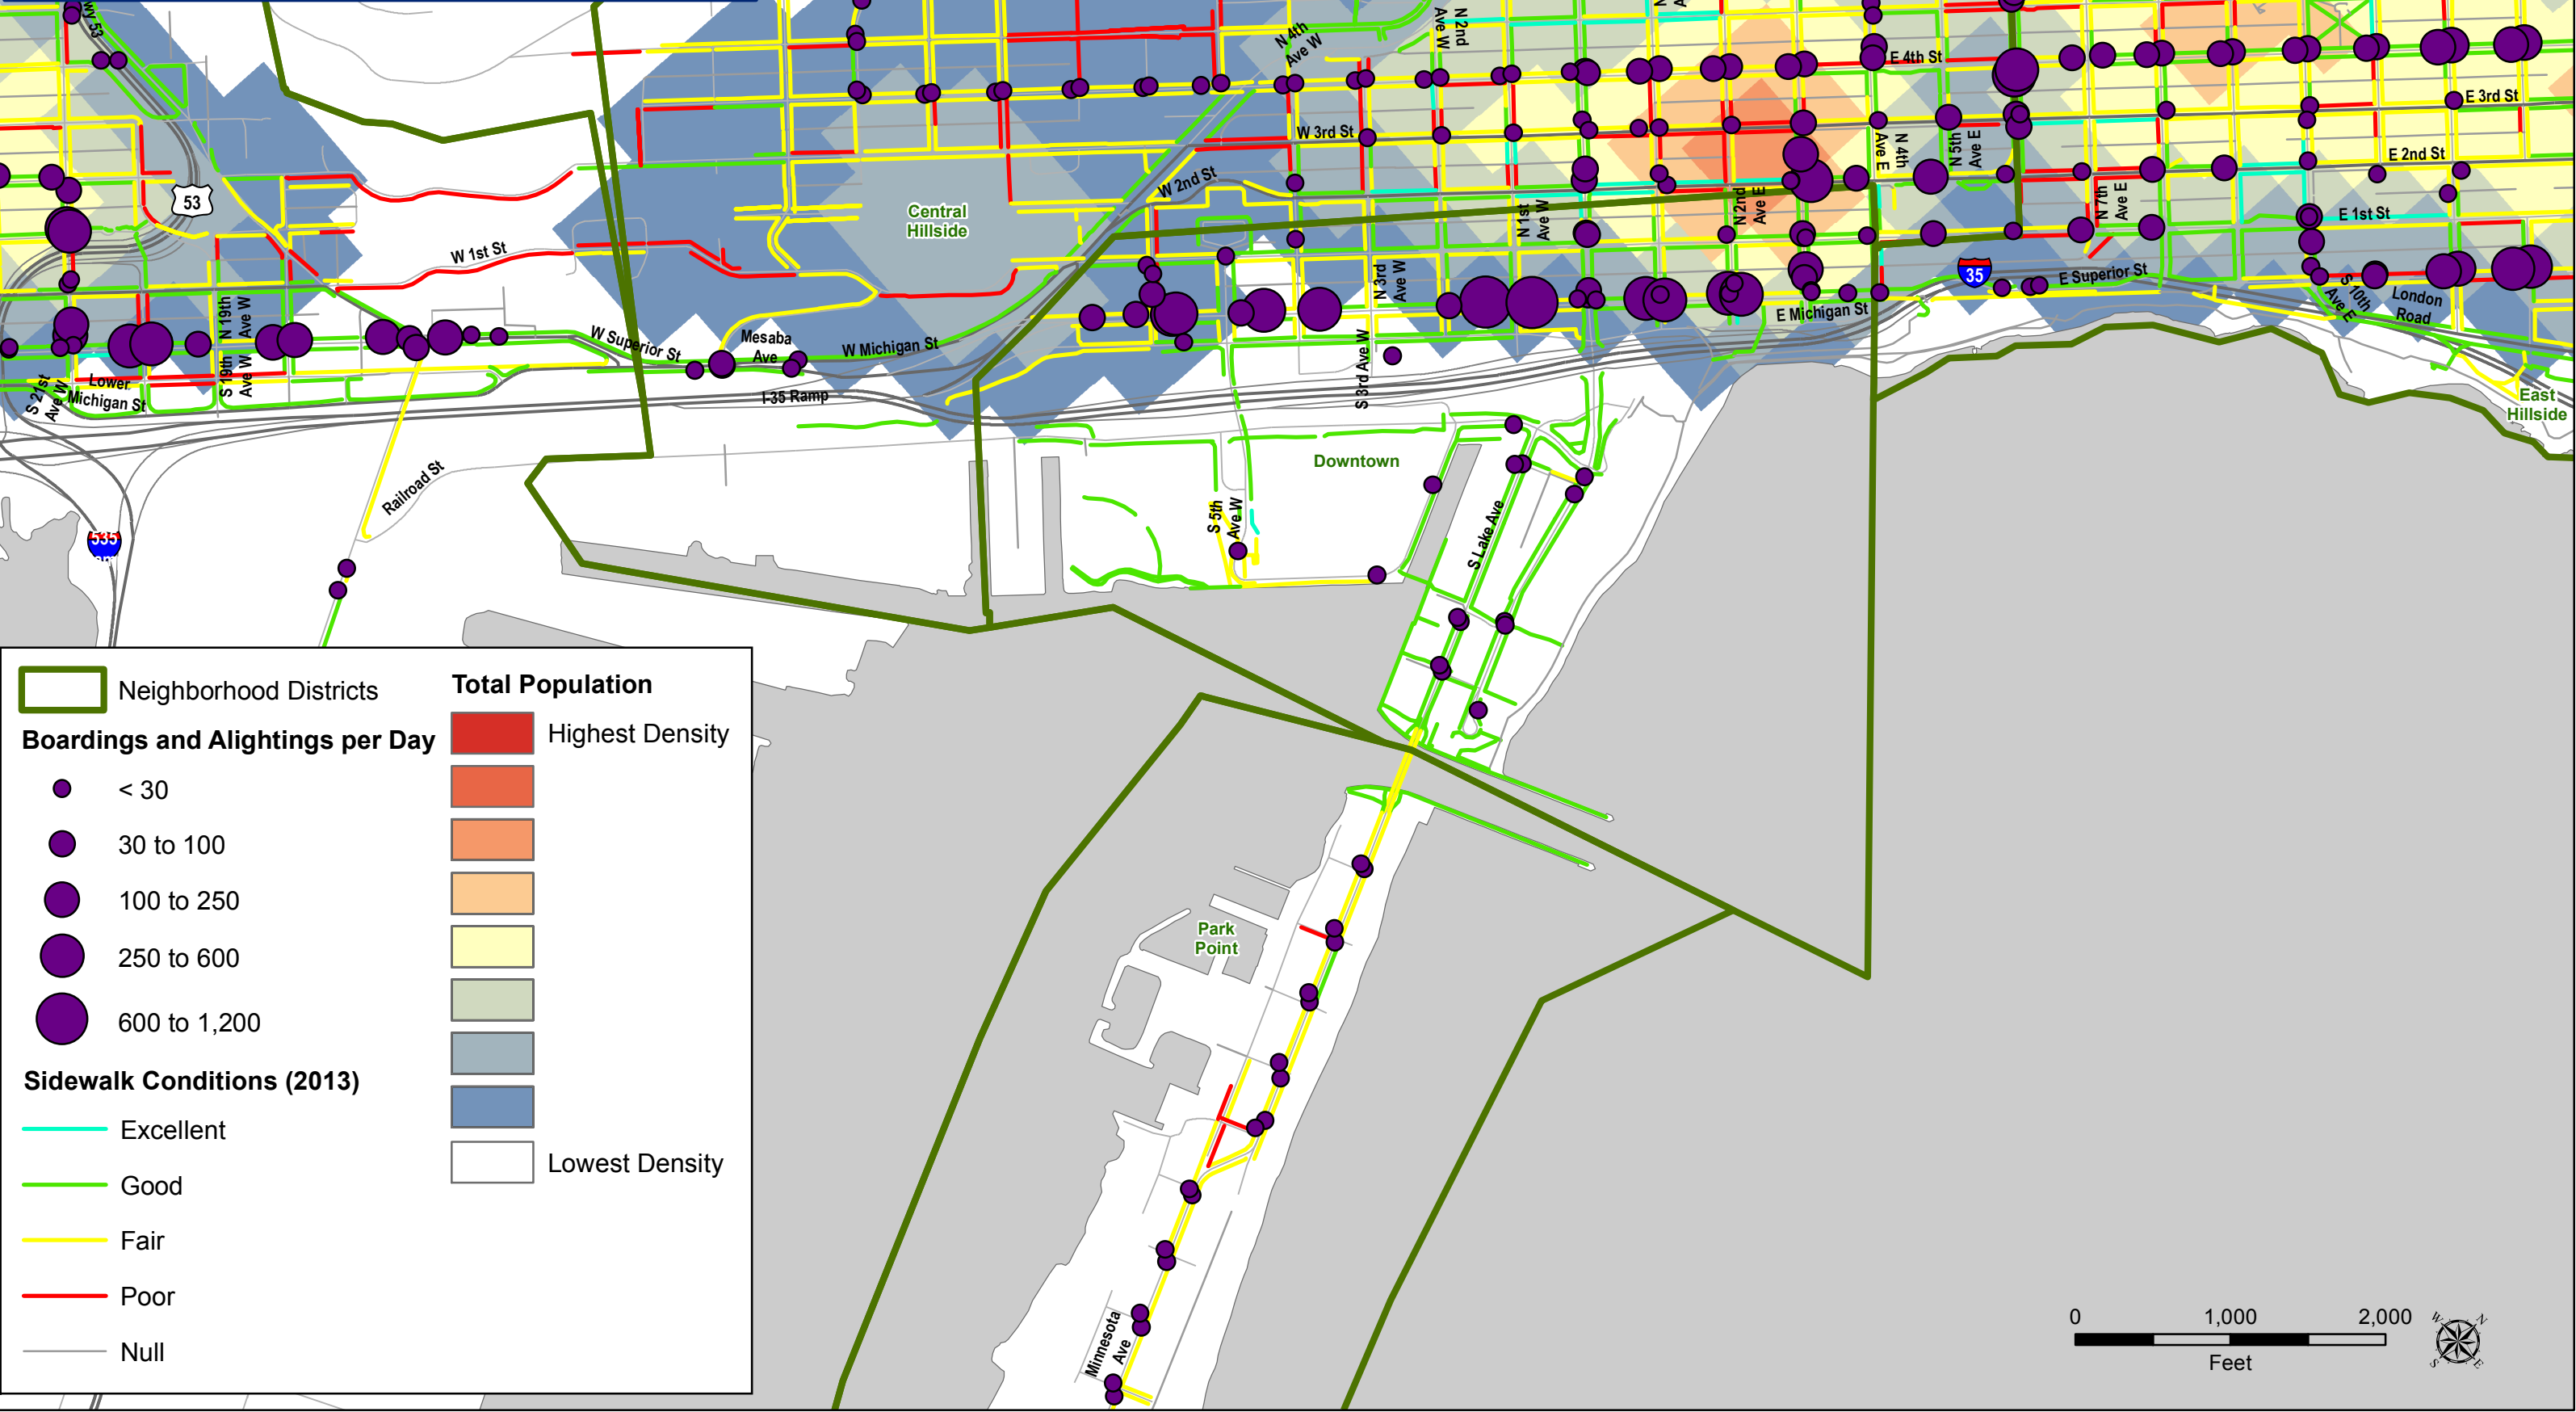 wy 53
N 4th
Ave W
N 2nd
Ave W
E 4th St
E 3rd St
W 3rd St
N 4th
Ave E
N 5th
Ave E
E 2nd St
53
Central
Hillside
W 2nd St
N 1st
Ave W
N 2nd
Ave E
N 7th
Ave E
E 1st St
W 1st St
N 3rd
Ave W
35
E Superior St
S 10th
Ave E
London
Road
E Michigan St
N 19th
Ave W
W Superior St
Mesaba
Ave
W Michigan St
S 3rd Ave W
S 21st
Ave W
Lower
Michigan St
S 19th
Ave W
I-35 Ramp
East
Hillside
Downtown
Railroad St
S 5th
Ave W
S Lake Ave
535
Park
Point
Minnesota
Ave
Neighborhood Districts
Boardings and Alightings per Day
< 30
30 to 100
100 to 250
250 to 600
600 to 1,200
Sidewalk Conditions (2013)
Excellent
Good
Fair
Poor
Null
Total Population
Highest Density
Lowest Density
0 1,000 2,000
Feet
W N
S E